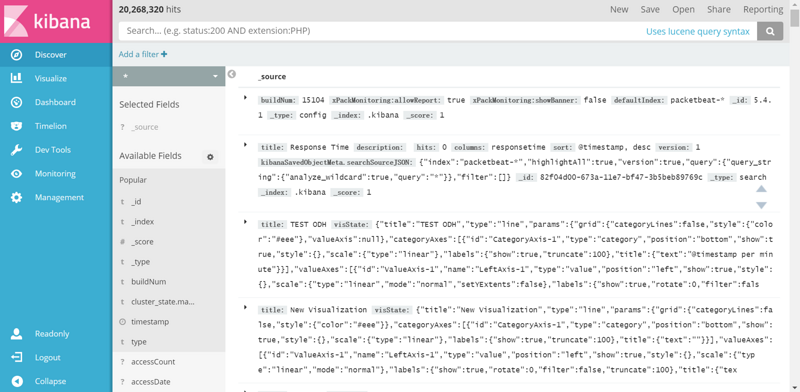 kibana
Discover
Visualize
Dashboard
Timelion
Dev Tools
Monitoring
Management
Readonly
Logout
Collapse
20,268,320 hits
New Save Open Share Reporting
Search... (e.g. status:200 AND extension:PHP) Uses lucene query syntax
Add a filter +
*
Selected Fields
? _source
Available Fields
Popular
t _id
t _index
# _score
t _type
t buildNum
t cluster_state.ma...
timestamp
t type
? accessCount
? accessDate
_source
buildNum: 15104 xPackMonitoring:allowReport: true xPackMonitoring:showBanner: false defaultIndex: packetbeat-* _id: 5.4.
1 _type: config _index: .kibana _score: 1
title: Response Time description: hits: 0 columns: responsetime sort: @timestamp, desc version: 1
kibanaSavedObjectMeta.searchSourceJSON: {"index":"packetbeat-*","highlightAll":true,"version":true,"query":{"query_st
ring":{"analyze_wildcard":true,"query":"*"}},"filter":[]} _id: 82f04d00-673a-11e7-bf47-3b5beb89769c _type: search
_index: .kibana _score: 1
title: TEST ODH visState: {"title":"TEST ODH","type":"line","params":{"grid":{"categoryLines":false,"style":{"colo
r":"#eee"},"valueAxis":null},"categoryAxes":[{"id":"CategoryAxis-1","type":"category","position":"bottom","show":
true,"style":{},"scale":{"type":"linear"},"labels":{"show":true,"truncate":100},"title":{"text":"@timestamp per mi
nute"}}],"valueAxes":[{"id":"ValueAxis-1","name":"LeftAxis-1","type":"value","position":"left","show":true,"style":
{},"scale":{"type":"linear","mode":"normal","setYExtents":false},"labels":{"show":true,"rotate":0,"filter":fals
title: New Visualization visState: {"title":"New Visualization","type":"line","params":{"grid":{"categoryLines":fa
lse,"style":{"color":"#eee"}},"categoryAxes":[{"id":"CategoryAxis-1","type":"category","position":"bottom","show":
true,"style":{},"scale":{"type":"linear"},"labels":{"show":true,"truncate":100},"title":{"text":""}}],"valueAxes":
[{"id":"ValueAxis-1","name":"LeftAxis-1","type":"value","position":"left","show":true,"style":{},"scale":{"typ
e":"linear","mode":"normal"},"labels":{"show":true,"rotate":0,"filter":false,"truncate":100},"title":{"tex